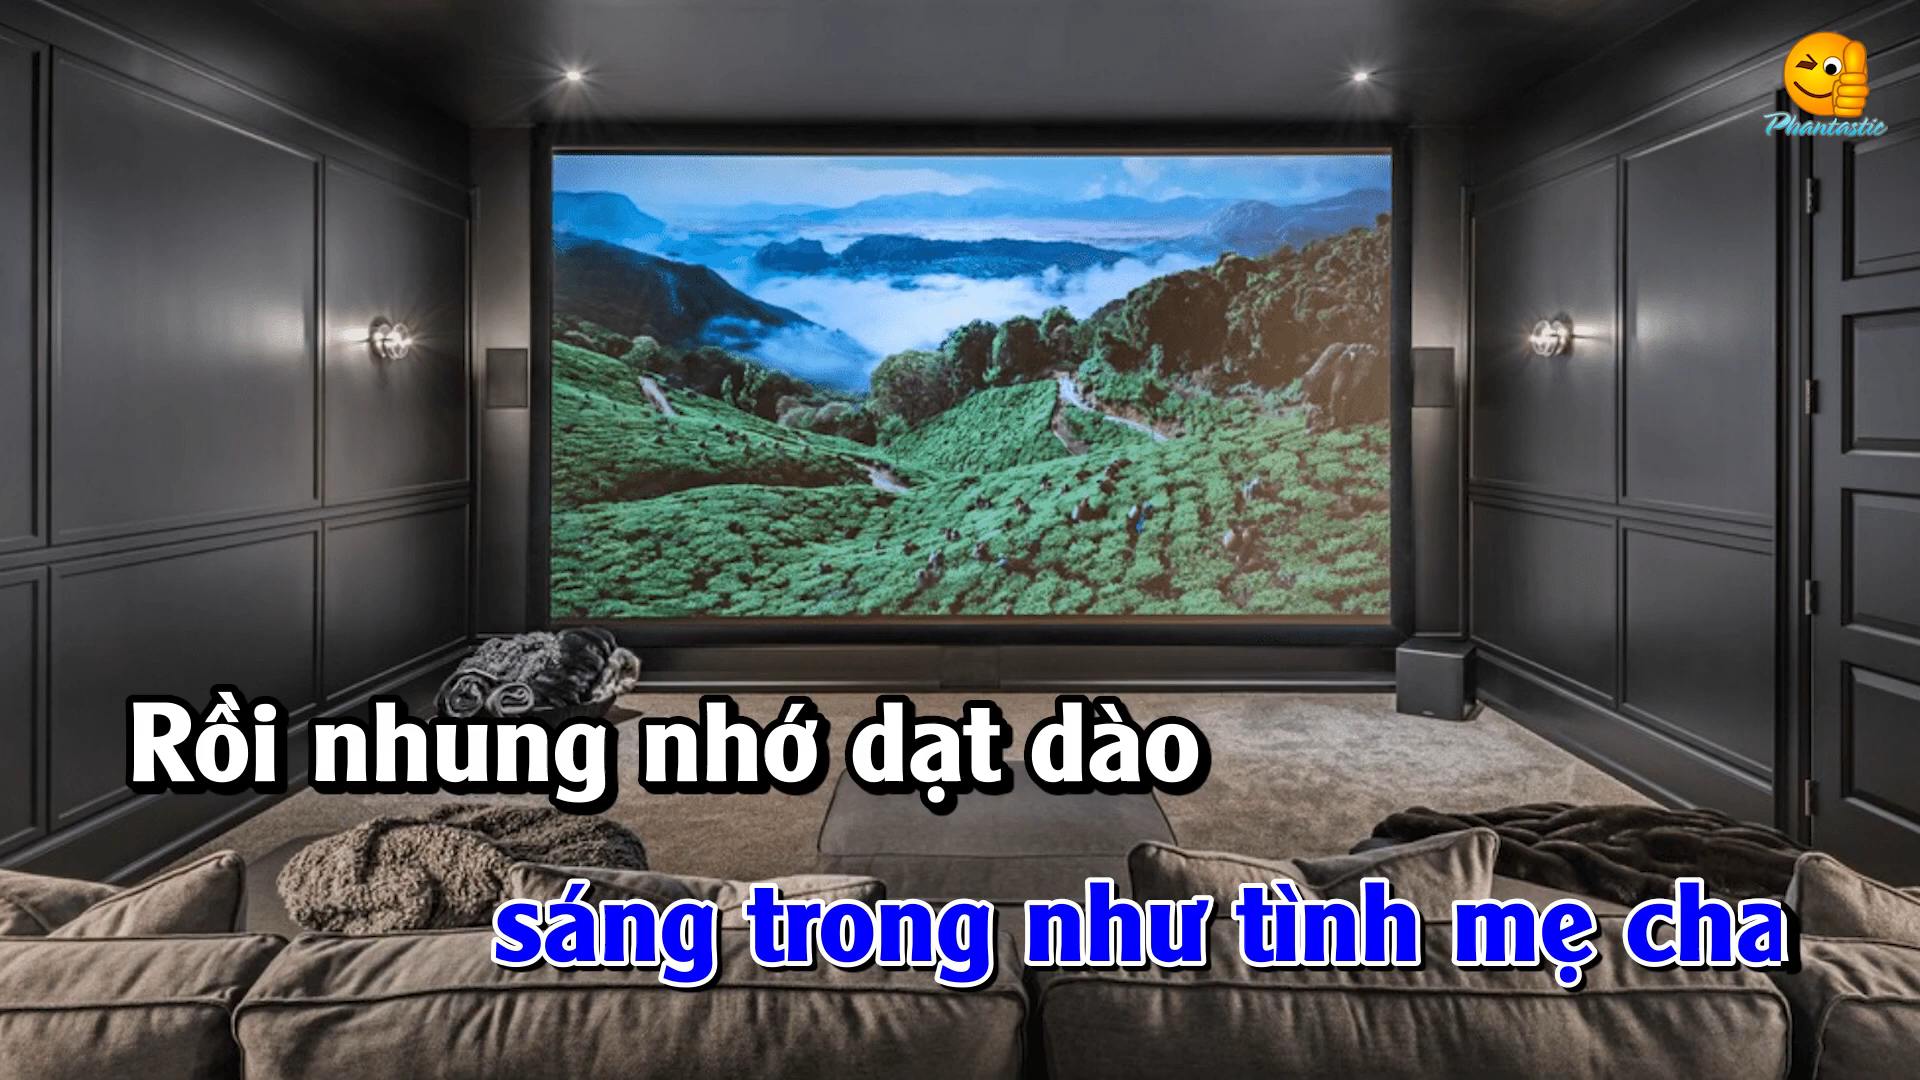 Phantastic
Rồi nhung nhớ dạt dào
sáng trong như tình mẹ cha